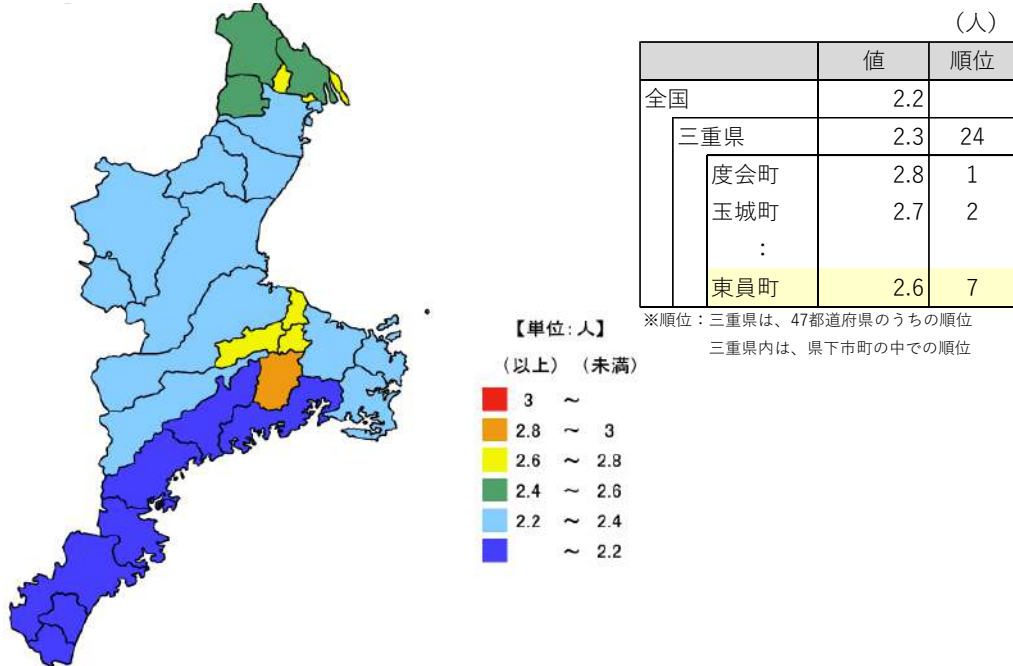 (人)
値 順位
全国 2.2
三重県 2.3 24
度会町 2.8 1
玉城町 2.7 2
:
東員町 2.6 7
※順位:三重県は、47都道府県のうちの順位
三重県内は、県下市町の中での順位
【単位:人】
(以上) (未満)
3 ～
2.8 ～ 3
2.6 ～ 2.8
2.4 ～ 2.6
2.2 ～ 2.4
～ 2.2